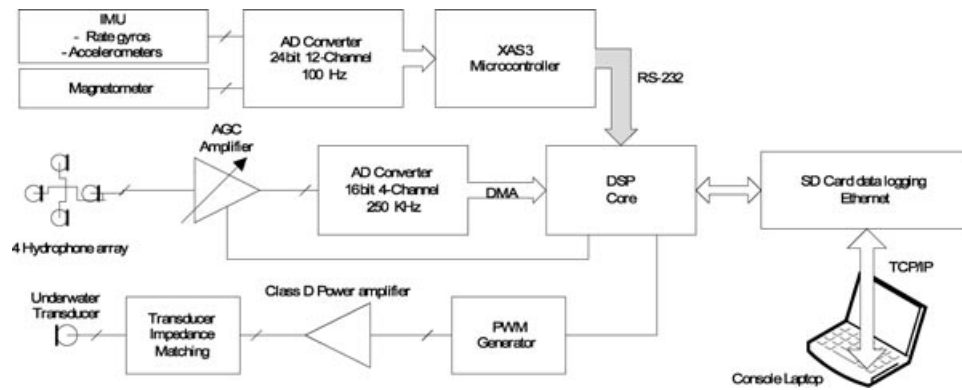 IMU
- Rate gyros
- Accelerometers
Magnetometer
AD Converter
24bit 12-Channel
100 Hz
XAS3
Microcontroller
RS-232
AGC
Amplifier
4 Hydrophone array
AD Converter
16bit 4-Channel
250 KHz
DMA
DSP
Core
SD Card data logging
Ethernet
TCP/IP
Underwater
Transducer
Transducer
Impedance
Matching
Class D Power amplifier
PWM
Generator
Console Laptop